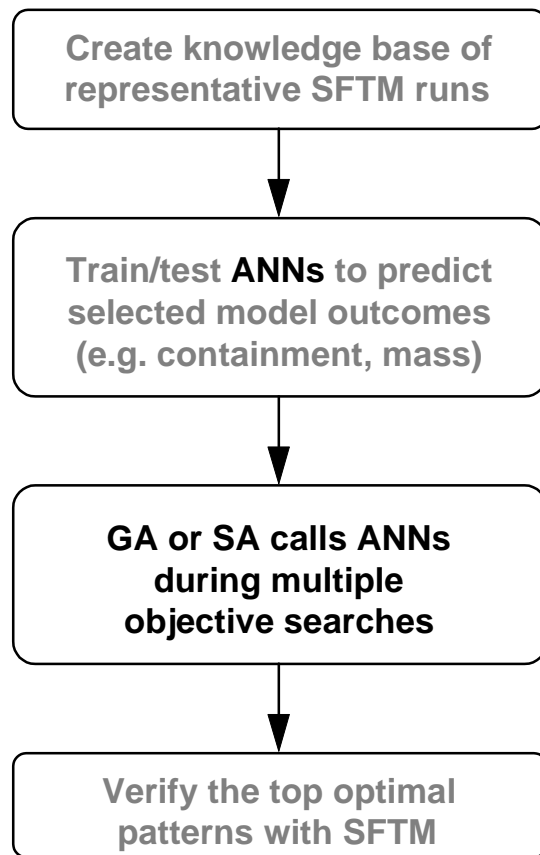 Create knowledge base of
representative SFTM runs
Train/test ANNs to predict
selected model outcomes
(e.g. containment, mass)
GA or SA calls ANNs
during multiple
objective searches
Verify the top optimal
patterns with SFTM